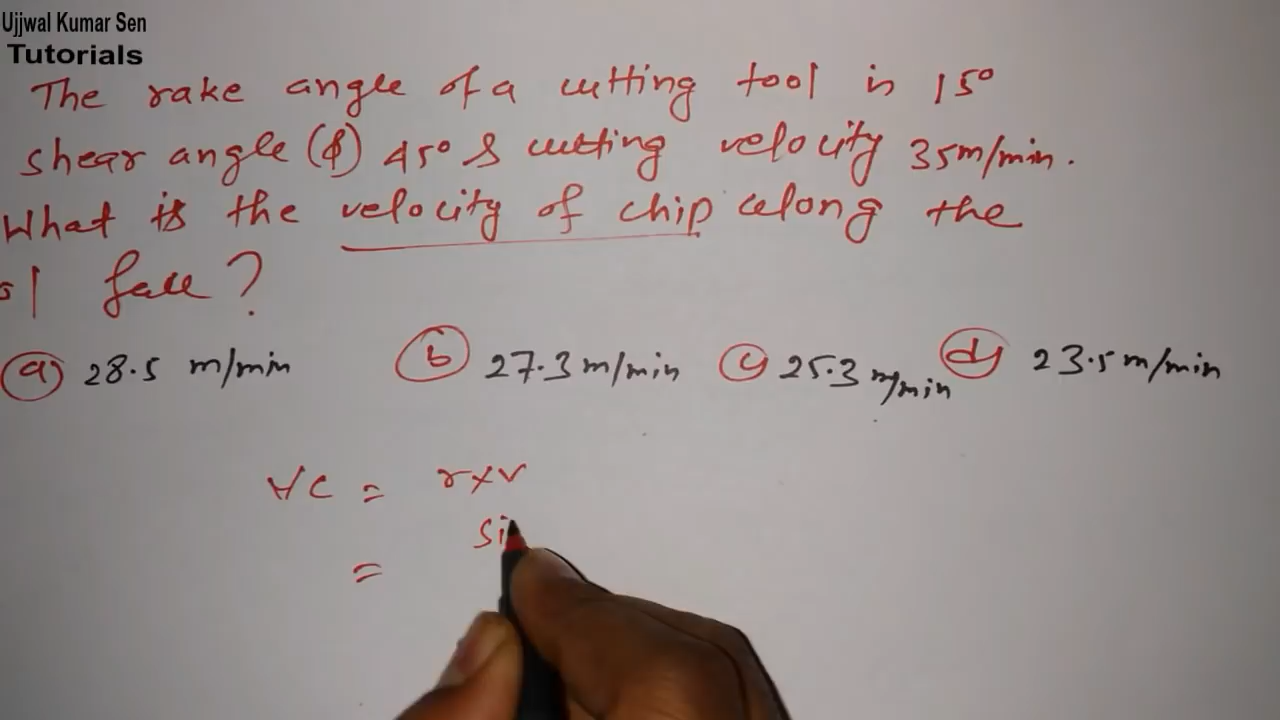 Ujjwal Kumar Sen
Tutorials
The rake angle of a cutting tool is 15°
shear angle (ϕ) 45° & cutting velocity 35m/min.
What is the velocity of chip along the
ol face?
(a) 28.5 m/min (b) 27.3 m/min (c) 25.3 m/min (d) 23.5 m/min
Vc = r×v
= Si